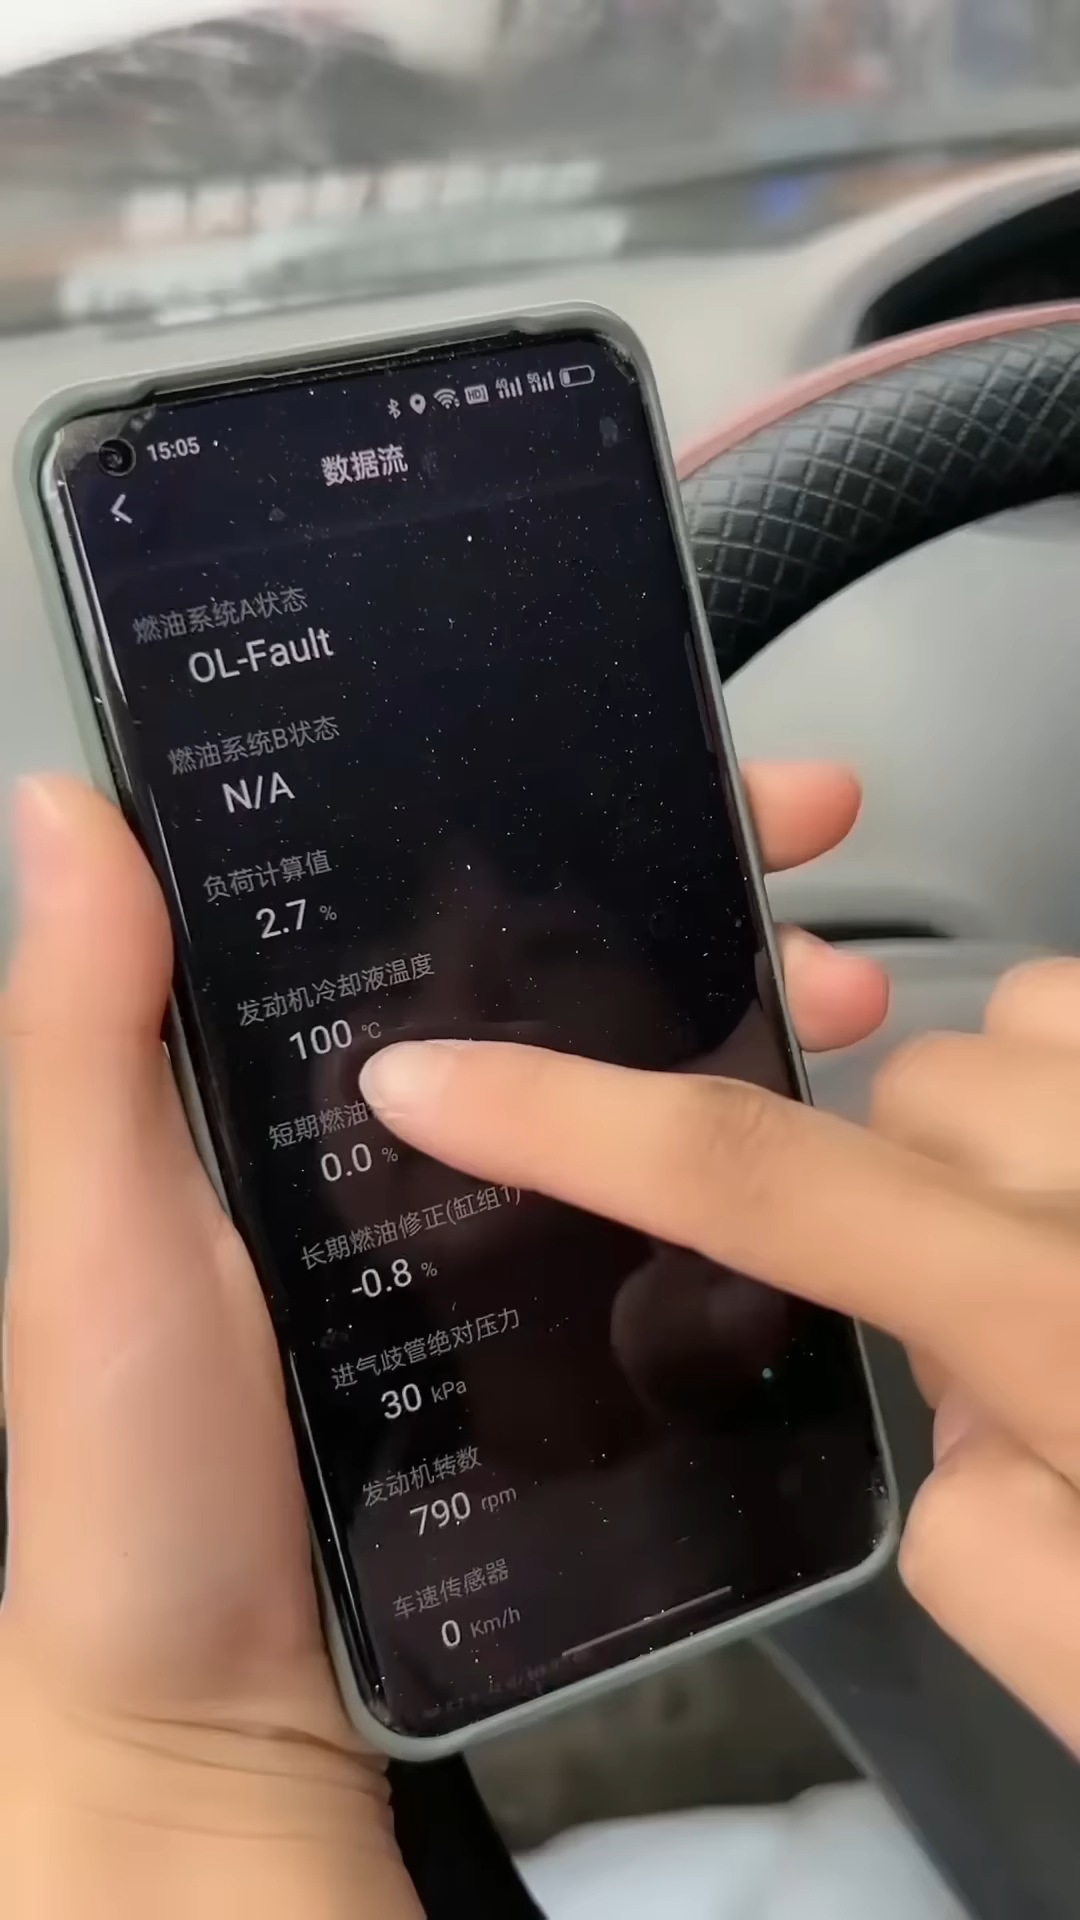 15:05
HD 4G 5G
数据流
燃油系统A状态
OL-Fault
燃油系统B状态
N/A
负荷计算值
2.7 %
发动机冷却液温度
100 °C
短期燃油
0.0 %
长期燃油修正(缸组1)
-0.8 %
进气歧管绝对压力
30 kPa
发动机转数
790 rpm
车速传感器
0 Km/h